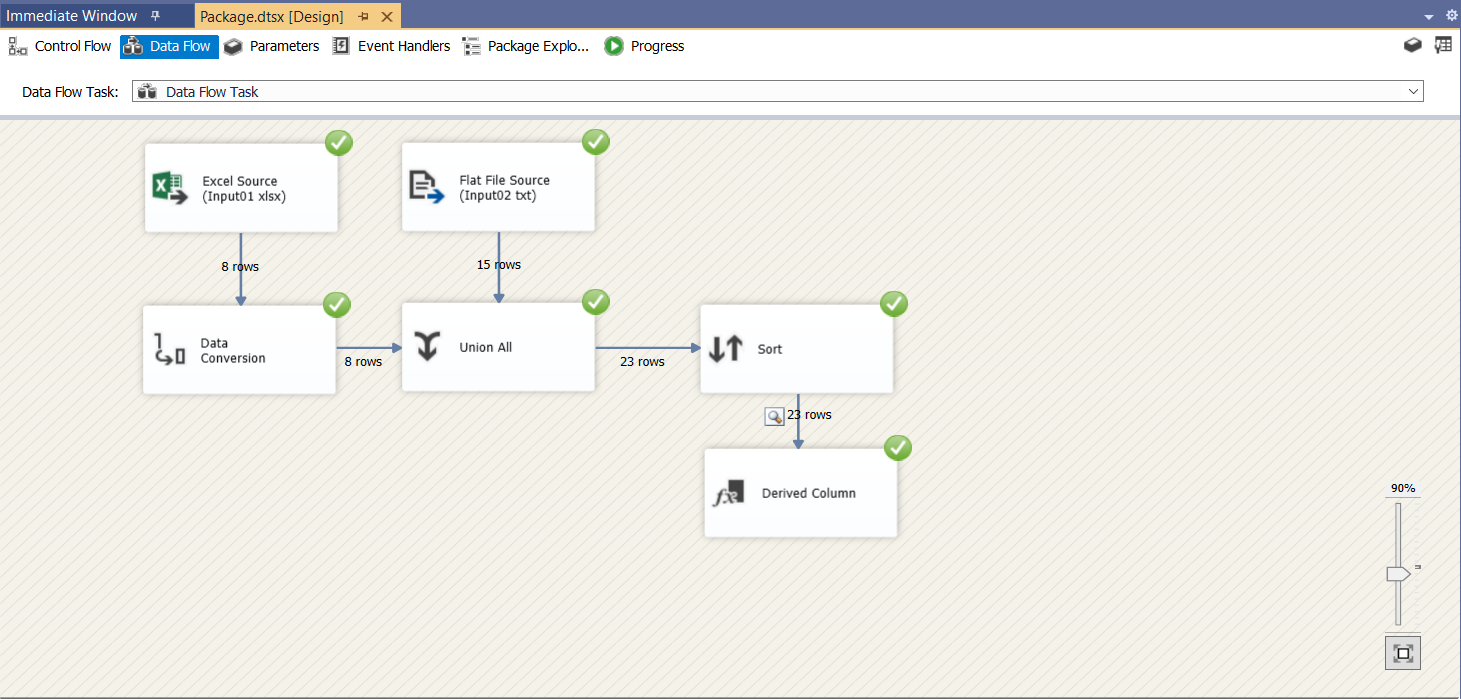 Immediate Window
Package.dtsx [Design]
Control Flow
Data Flow
Parameters
Event Handlers
Package Explo...
Progress
Data Flow Task:
Data Flow Task
Excel Source
(Input01 xlsx)
Flat File Source
(Input02 txt)
8 rows
15 rows
Data
Conversion
8 rows
Union All
23 rows
Sort
23 rows
Derived Column
90%